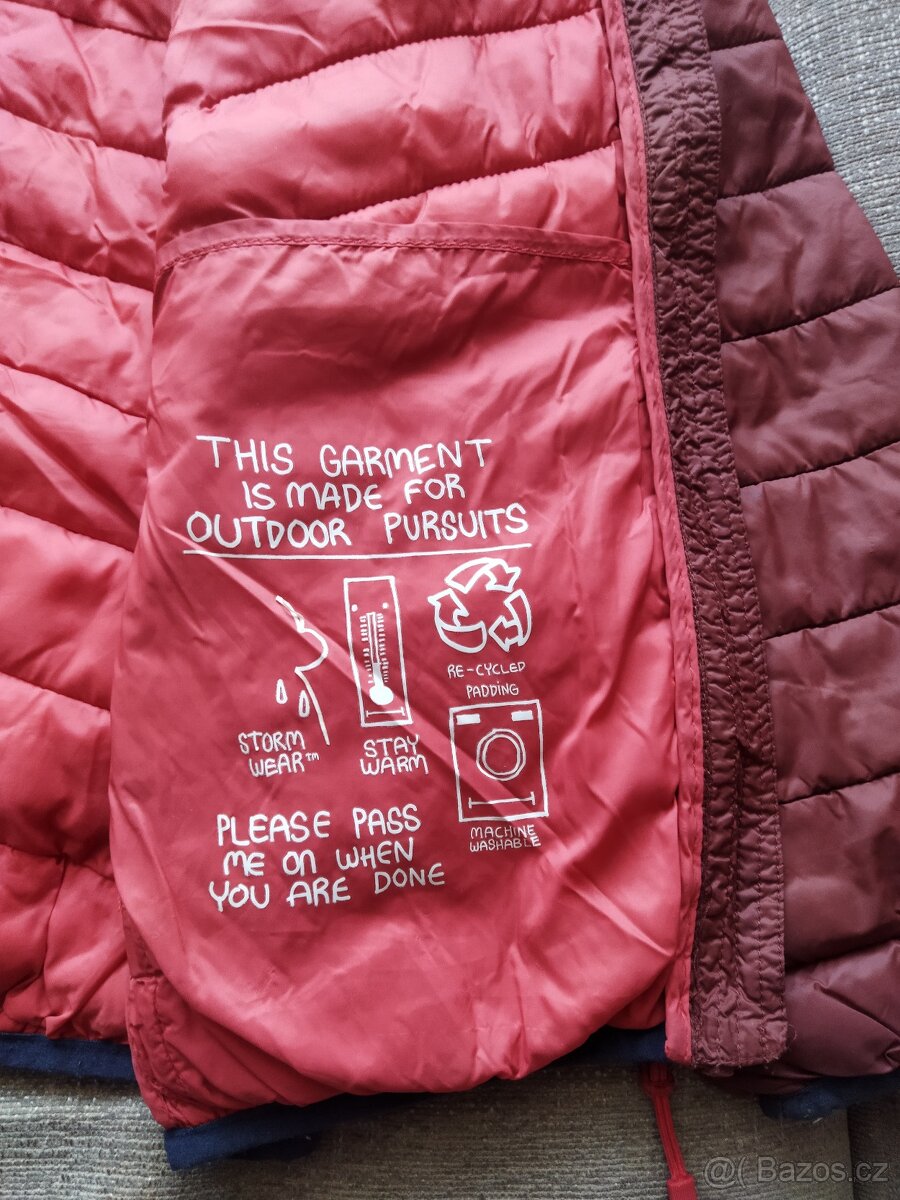 THIS GARMENT
IS MADE FOR
OUTDOOR PURSUITS
RE-CYCLED
PADDING
STORM
WEAR™
STAY
WARM
MACHINE
WASHABLE
PLEASE PASS
ME ON WHEN
YOU ARE DONE
@( Bazos.cz